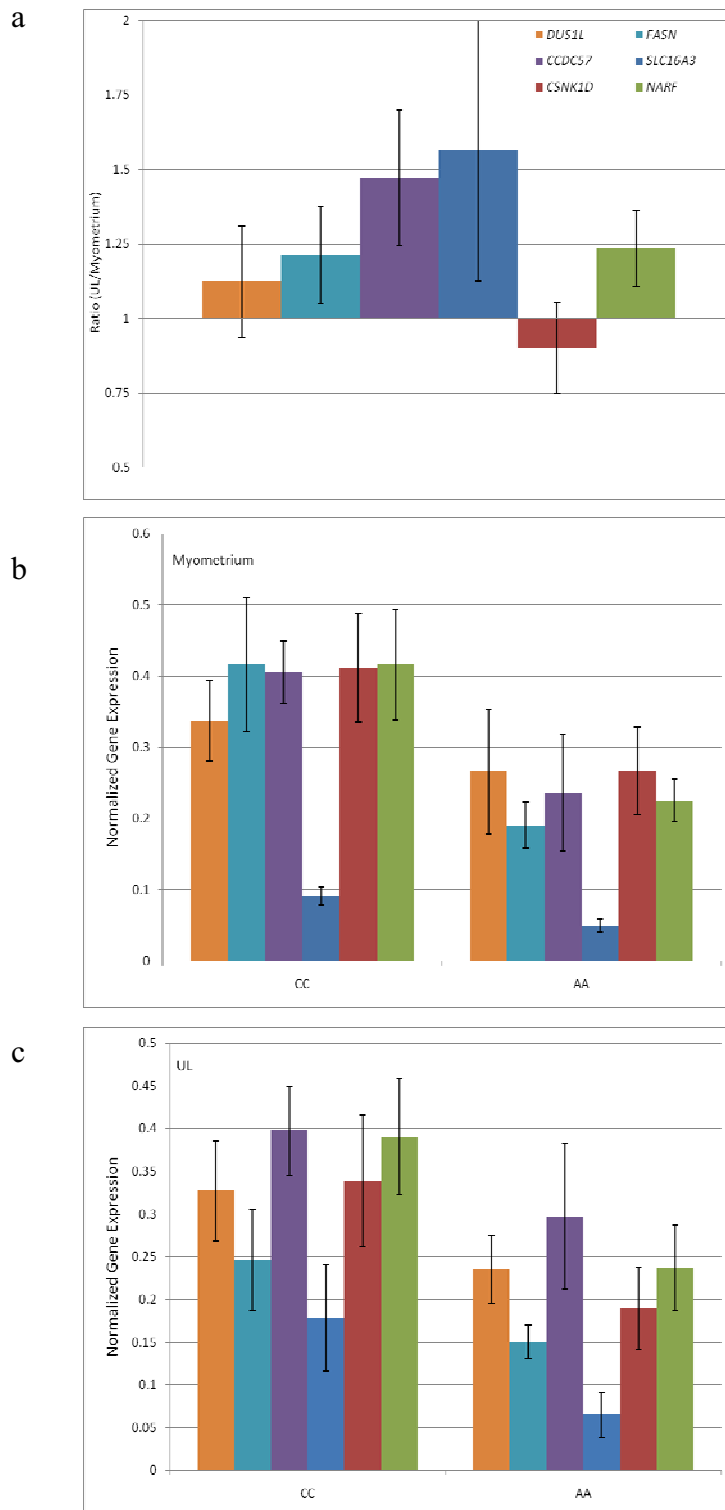 a
2
1.75
1.5
1.25
1
0.75
0.5
Ratio (UL/Myometrium)
DUS1L
FASN
CCDC57
SLC16A3
CSNK1D
NARF
b
0.6
0.5
0.4
0.3
0.2
0.1
0
Normalized Gene Expression
Myometrium
CC
AA
c
0.5
0.45
0.4
0.35
0.3
0.25
0.2
0.15
0.1
0.05
0
Normalized Gene Expression
UL
CC
AA